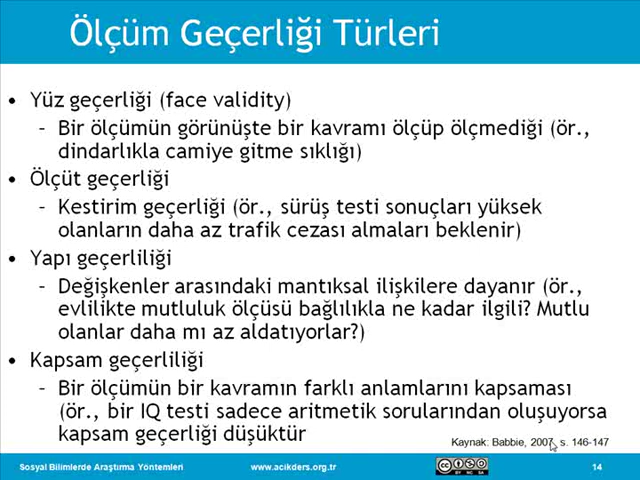 Ölçüm Geçerliği Türleri
• Yüz geçerliği (face validity)
– Bir ölçümün görünüşte bir kavramı ölçüp ölçmediği (ör.,
dindarlıkla camiye gitme sıklığı)
• Ölçüt geçerliği
– Kestirim geçerliği (ör., sürüş testi sonuçları yüksek
olanların daha az trafik cezası almaları beklenir)
• Yapı geçerliliği
– Değişkenler arasındaki mantıksal ilişkilere dayanır (ör.,
evlilikte mutluluk ölçüsü bağlılıkla ne kadar ilgili? Mutlu
olanlar daha mı az aldatıyorlar?)
• Kapsam geçerliliği
– Bir ölçümün bir kavramın farklı anlamlarını kapsaması
(ör., bir IQ testi sadece aritmetik sorularından oluşuyorsa
kapsam geçerliği düşüktür
Kaynak: Babbie, 2007, s. 146-147
Sosyal Bilimlerde Araştırma Yöntemleri www.acikders.org.tr cc BY NC SA 14